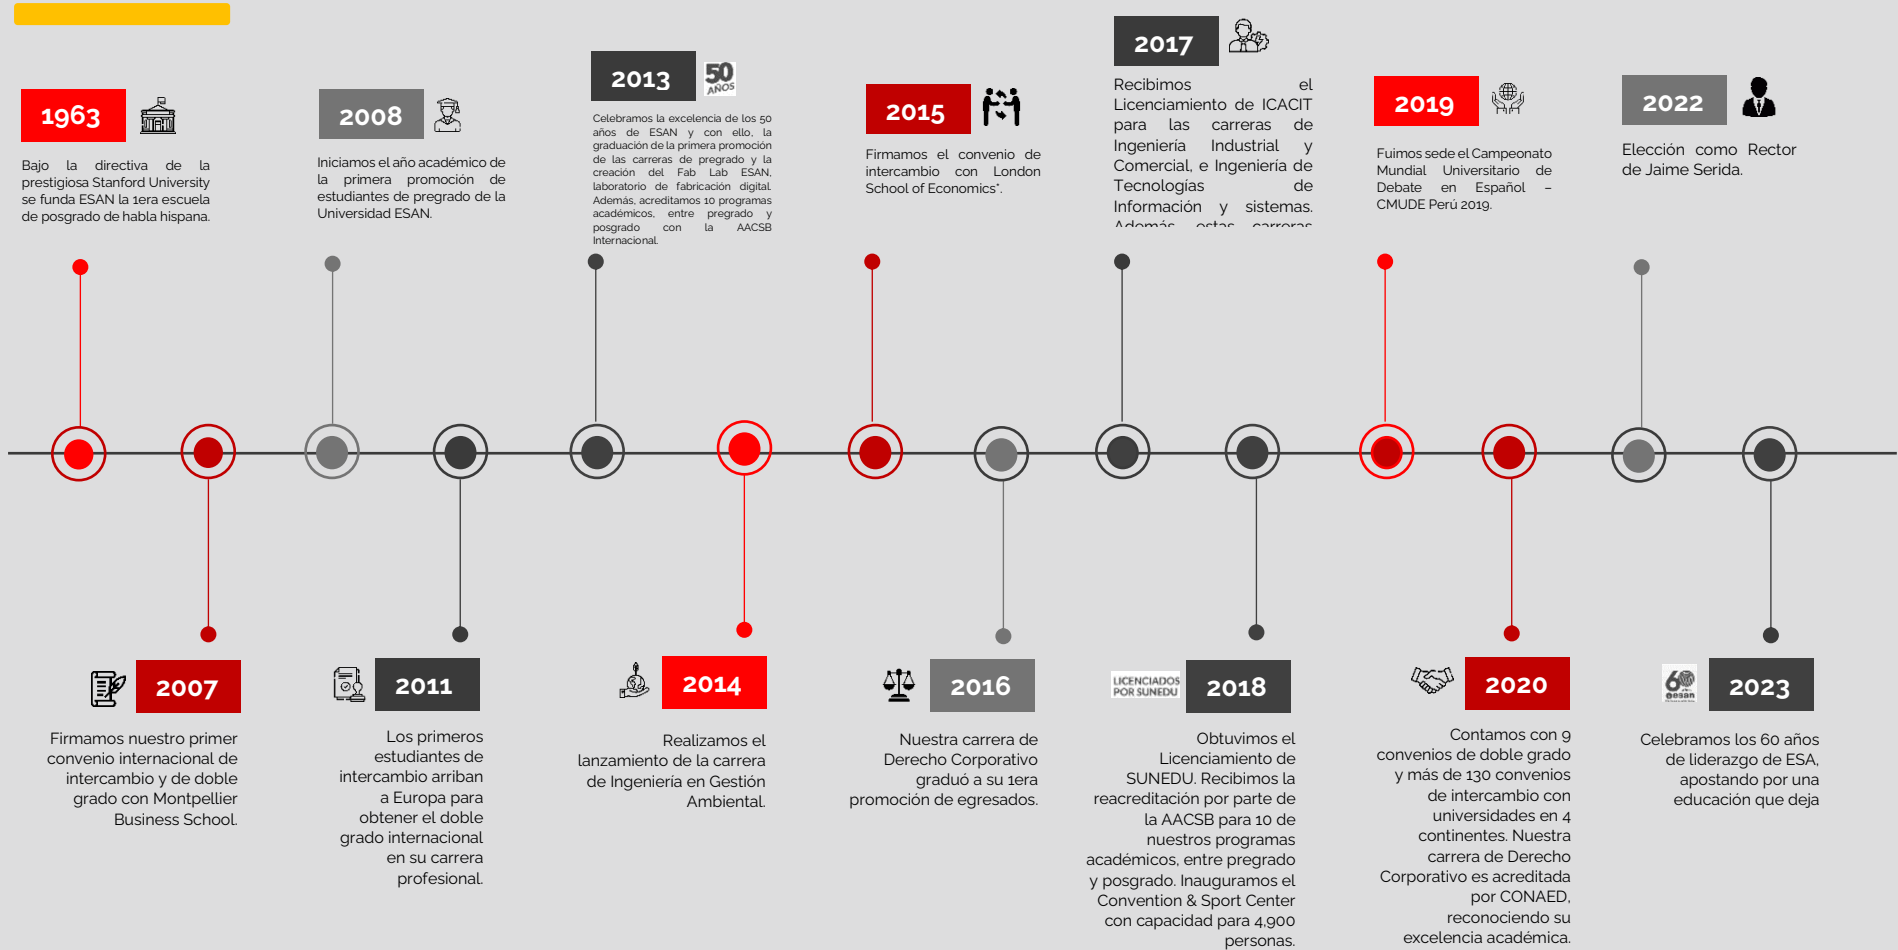 1963
Bajo la directiva de la
prestigiosa Stanford University
se funda ESAN la 1era escuela
de posgrado de habla hispana.
2007
Firmamos nuestro primer
convenio internacional de
intercambio y de doble
grado con Montpellier
Business School.
2008
Iniciamos el año académico de
la primera promoción de
estudiantes de pregrado de la
Universidad ESAN.
2011
Los primeros
estudiantes de
intercambio arriban
a Europa para
obtener el doble
grado internacional
en su carrera
profesional.
2013
50
AÑOS
Celebramos la excelencia de los 50
años de ESAN y con ello, la
graduación de la primera promoción
de las carreras de pregrado y la
creación del Fab Lab ESAN,
laboratorio de fabricación digital.
Además, acreditamos 10 programas
académicos, entre pregrado y
posgrado con la AACSB
Internacional.
2014
Realizamos el
lanzamiento de la carrera
de Ingeniería en Gestión
Ambiental.
2015
Firmamos el convenio de
intercambio con London
School of Economics*.
2016
Nuestra carrera de
Derecho Corporativo
graduó a su 1era
promoción de egresados.
2017
Recibimos el
Licenciamiento de ICACIT
para las carreras de
Ingeniería Industrial y
Comercial, e Ingeniería de
Tecnologías de
Información y sistemas.
Además, estas carreras
LICENCIADOS
POR SUNEDU
2018
Obtuvimos el
Licenciamiento de
SUNEDU. Recibimos la
reacreditación por parte de
la AACSB para 10 de
nuestros programas
académicos, entre pregrado
y posgrado. Inauguramos el
Convention & Sport Center
con capacidad para 4,900
personas.
2019
Fuimos sede el Campeonato
Mundial Universitario de
Debate en Español –
CMUDE Perú 2019.
2020
Contamos con 9
convenios de doble grado
y más de 130 convenios
de intercambio con
universidades en 4
continentes. Nuestra
carrera de Derecho
Corporativo es acreditada
por CONAED,
reconociendo su
excelencia académica.
2022
Elección como Rector
de Jaime Serida.
60
esan
2023
Celebramos los 60 años
de liderazgo de ESA,
apostando por una
educación que deja